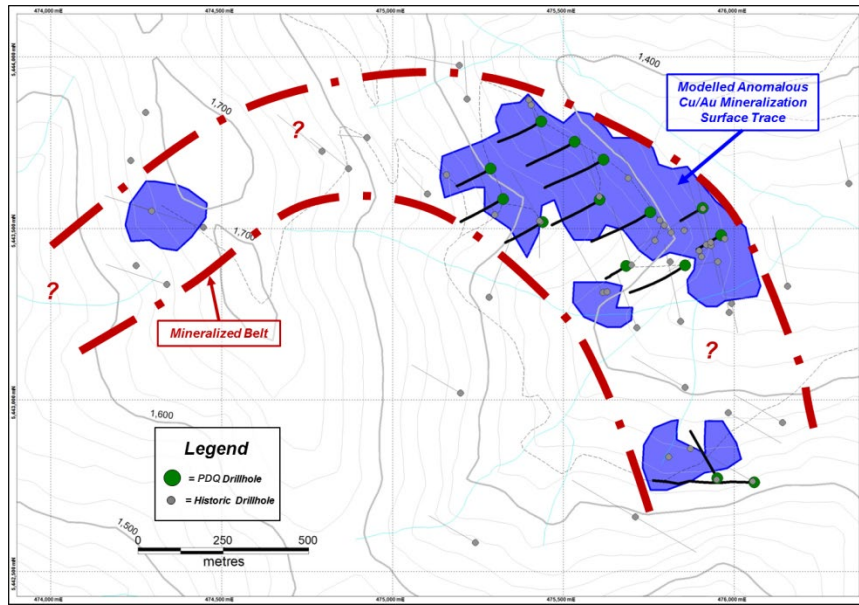 474,000 mE
474,500 mE
475,000 mE
475,500 mE
476,000 mE
1,400
1,700
Modelled Anomalous
Cu/Au Mineralization
Surface Trace
?
1,700
?
Mineralized Belt
?
1,600
Legend
= PDQ Drillhole
= Historic Drillhole
1,500
0 250 500
metres
474,000 mE
474,500 mE
475,000 mE
475,500 mE
476,000 mE